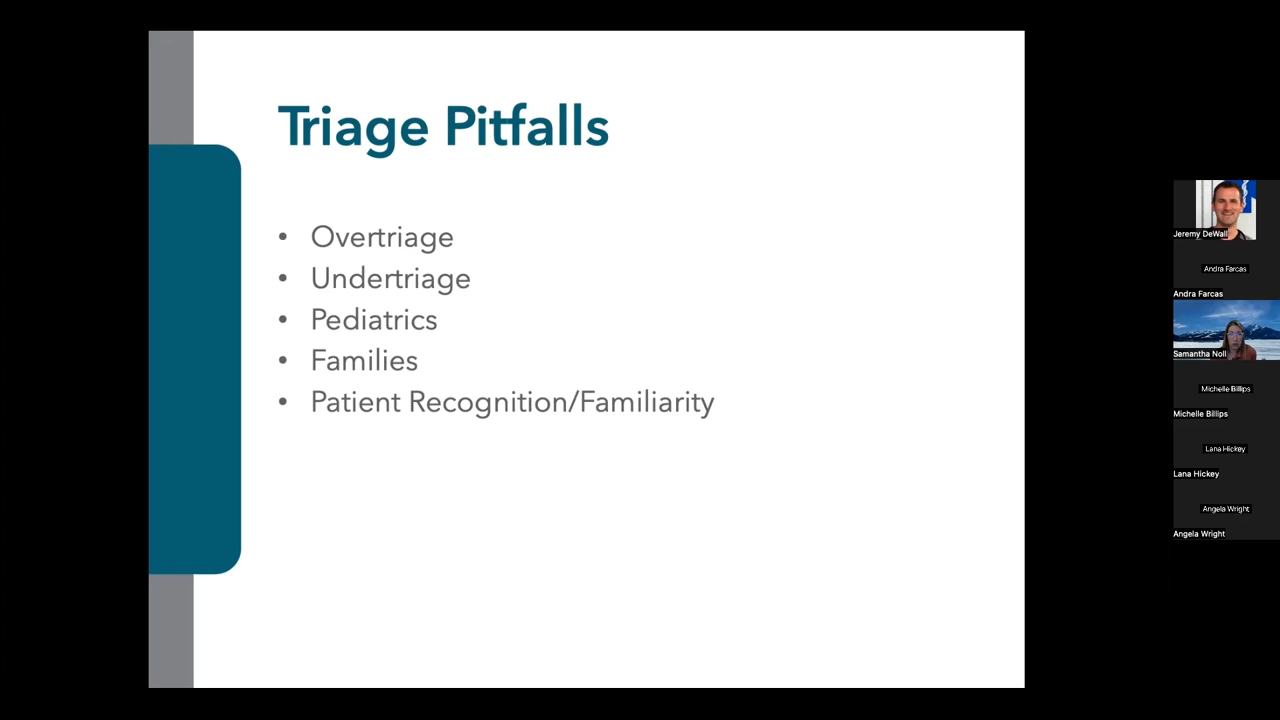 Triage Pitfalls
• Overtriage
• Undertriage
• Pediatrics
• Families
• Patient Recognition/Familiarity
Jeremy DeWall
Andra Farcas
Andra Farcas
Samantha Noll
Michelle Billips
Michelle Billips
Lana Hickey
Lana Hickey
Angela Wright
Angela Wright